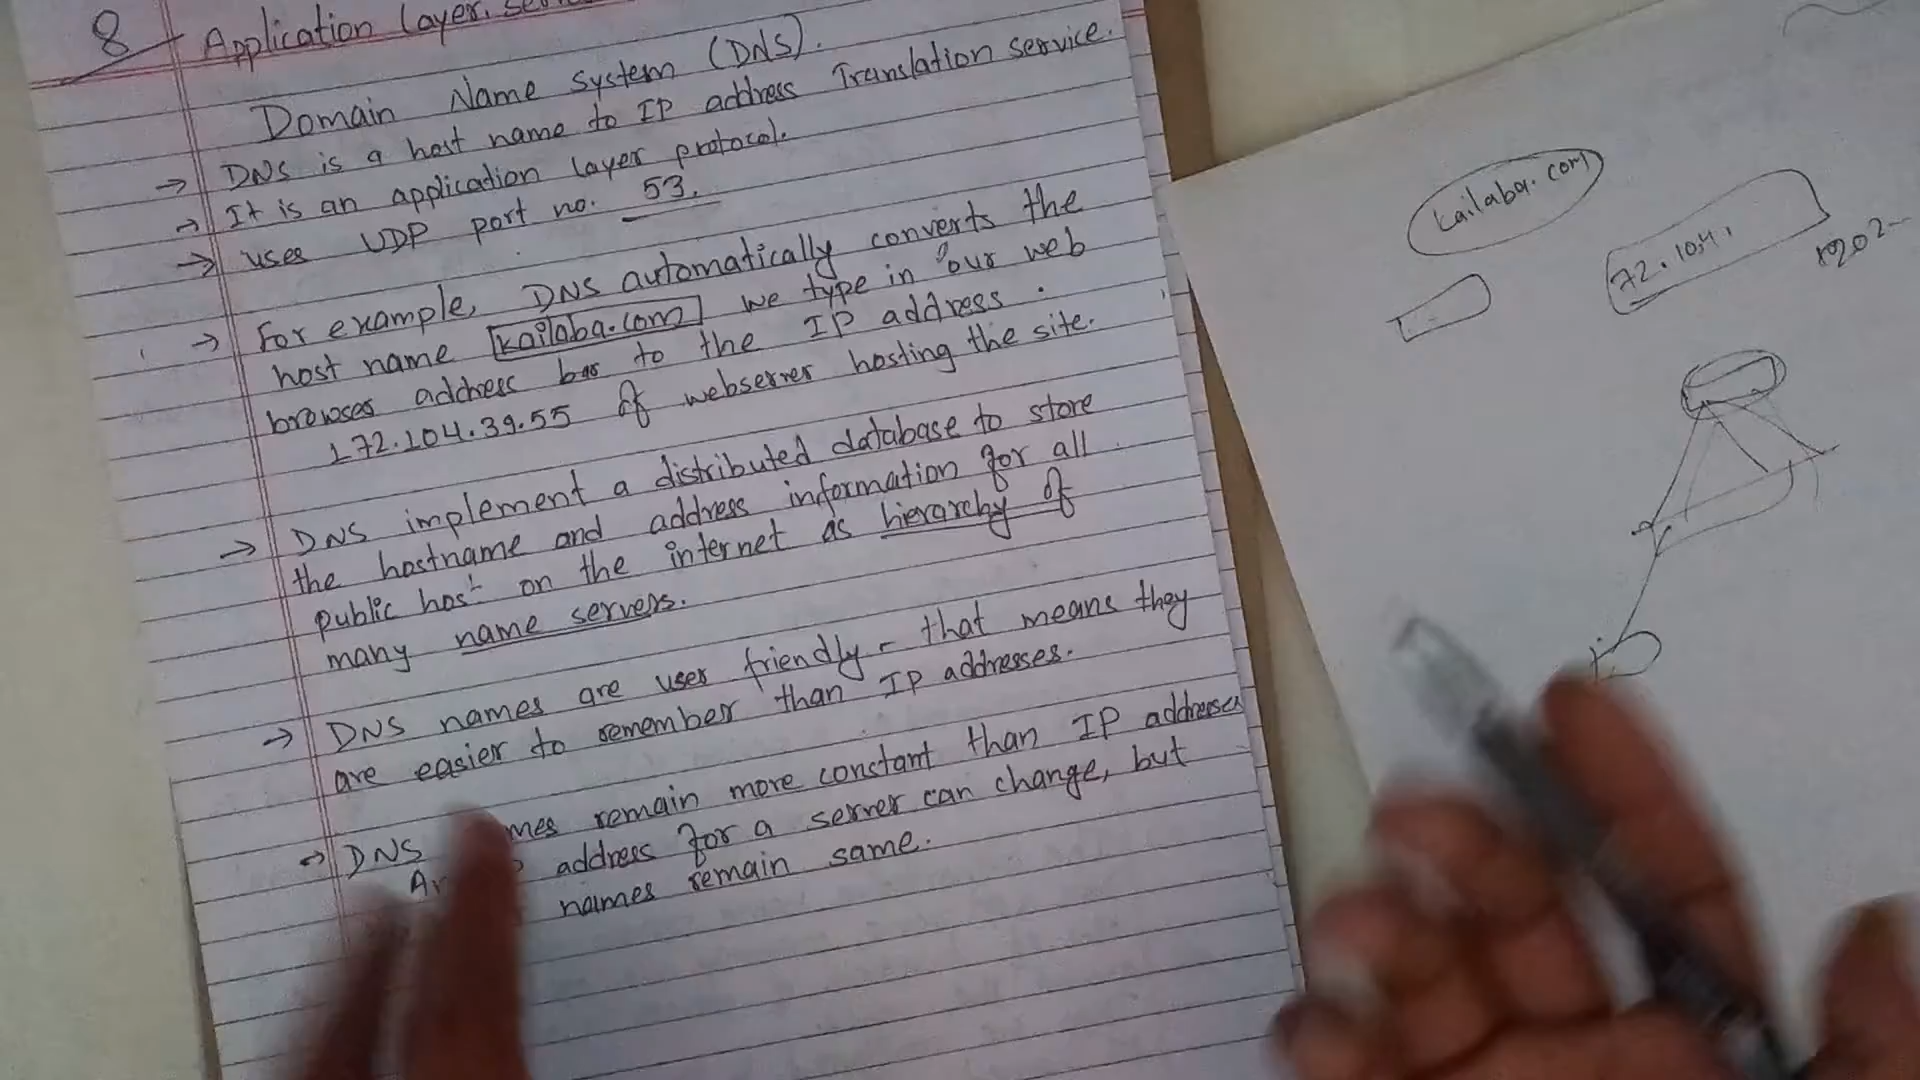 8
Application Layer
Domain Name system (DNS).
→ DNS is a host name to IP address Translation service.
→ It is an application layer protocol.
→ uses UDP port no. 53.
→ For example, DNS automatically converts the
host name kailaba.com we type in our web
browser address bar to the IP address
172.104.39.55 of webserver hosting the site.
→ DNS implement a distributed database to store
the hostname and address information for all
public host on the internet as hierarchy of
many name servers.
→ DNS names are user friendly - that means they
are easier to remember than IP addresses.
→ DNS remain more constant than IP addresses
address for a server can change, but
names remain same.
kailaba.com
72.104.